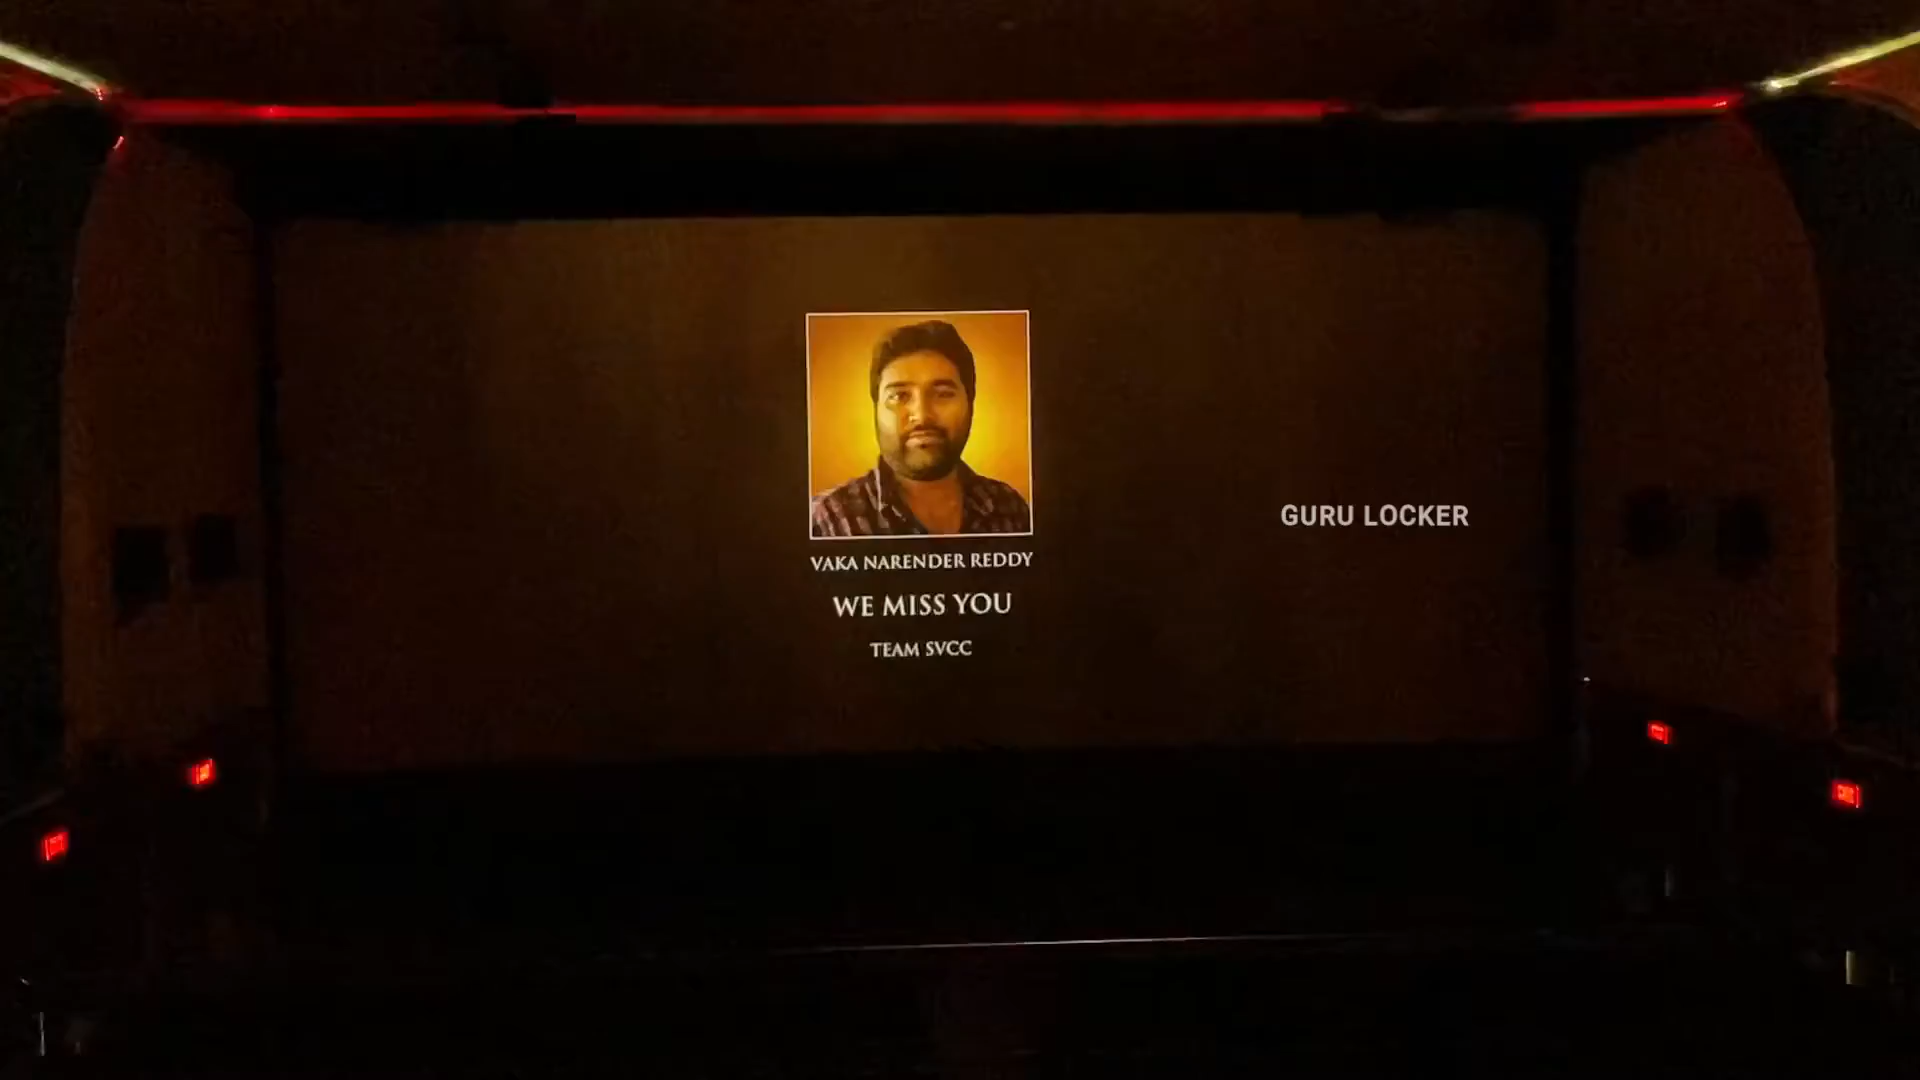 VAKA NARENDER REDDY
WE MISS YOU
TEAM SVCC
GURU LOCKER